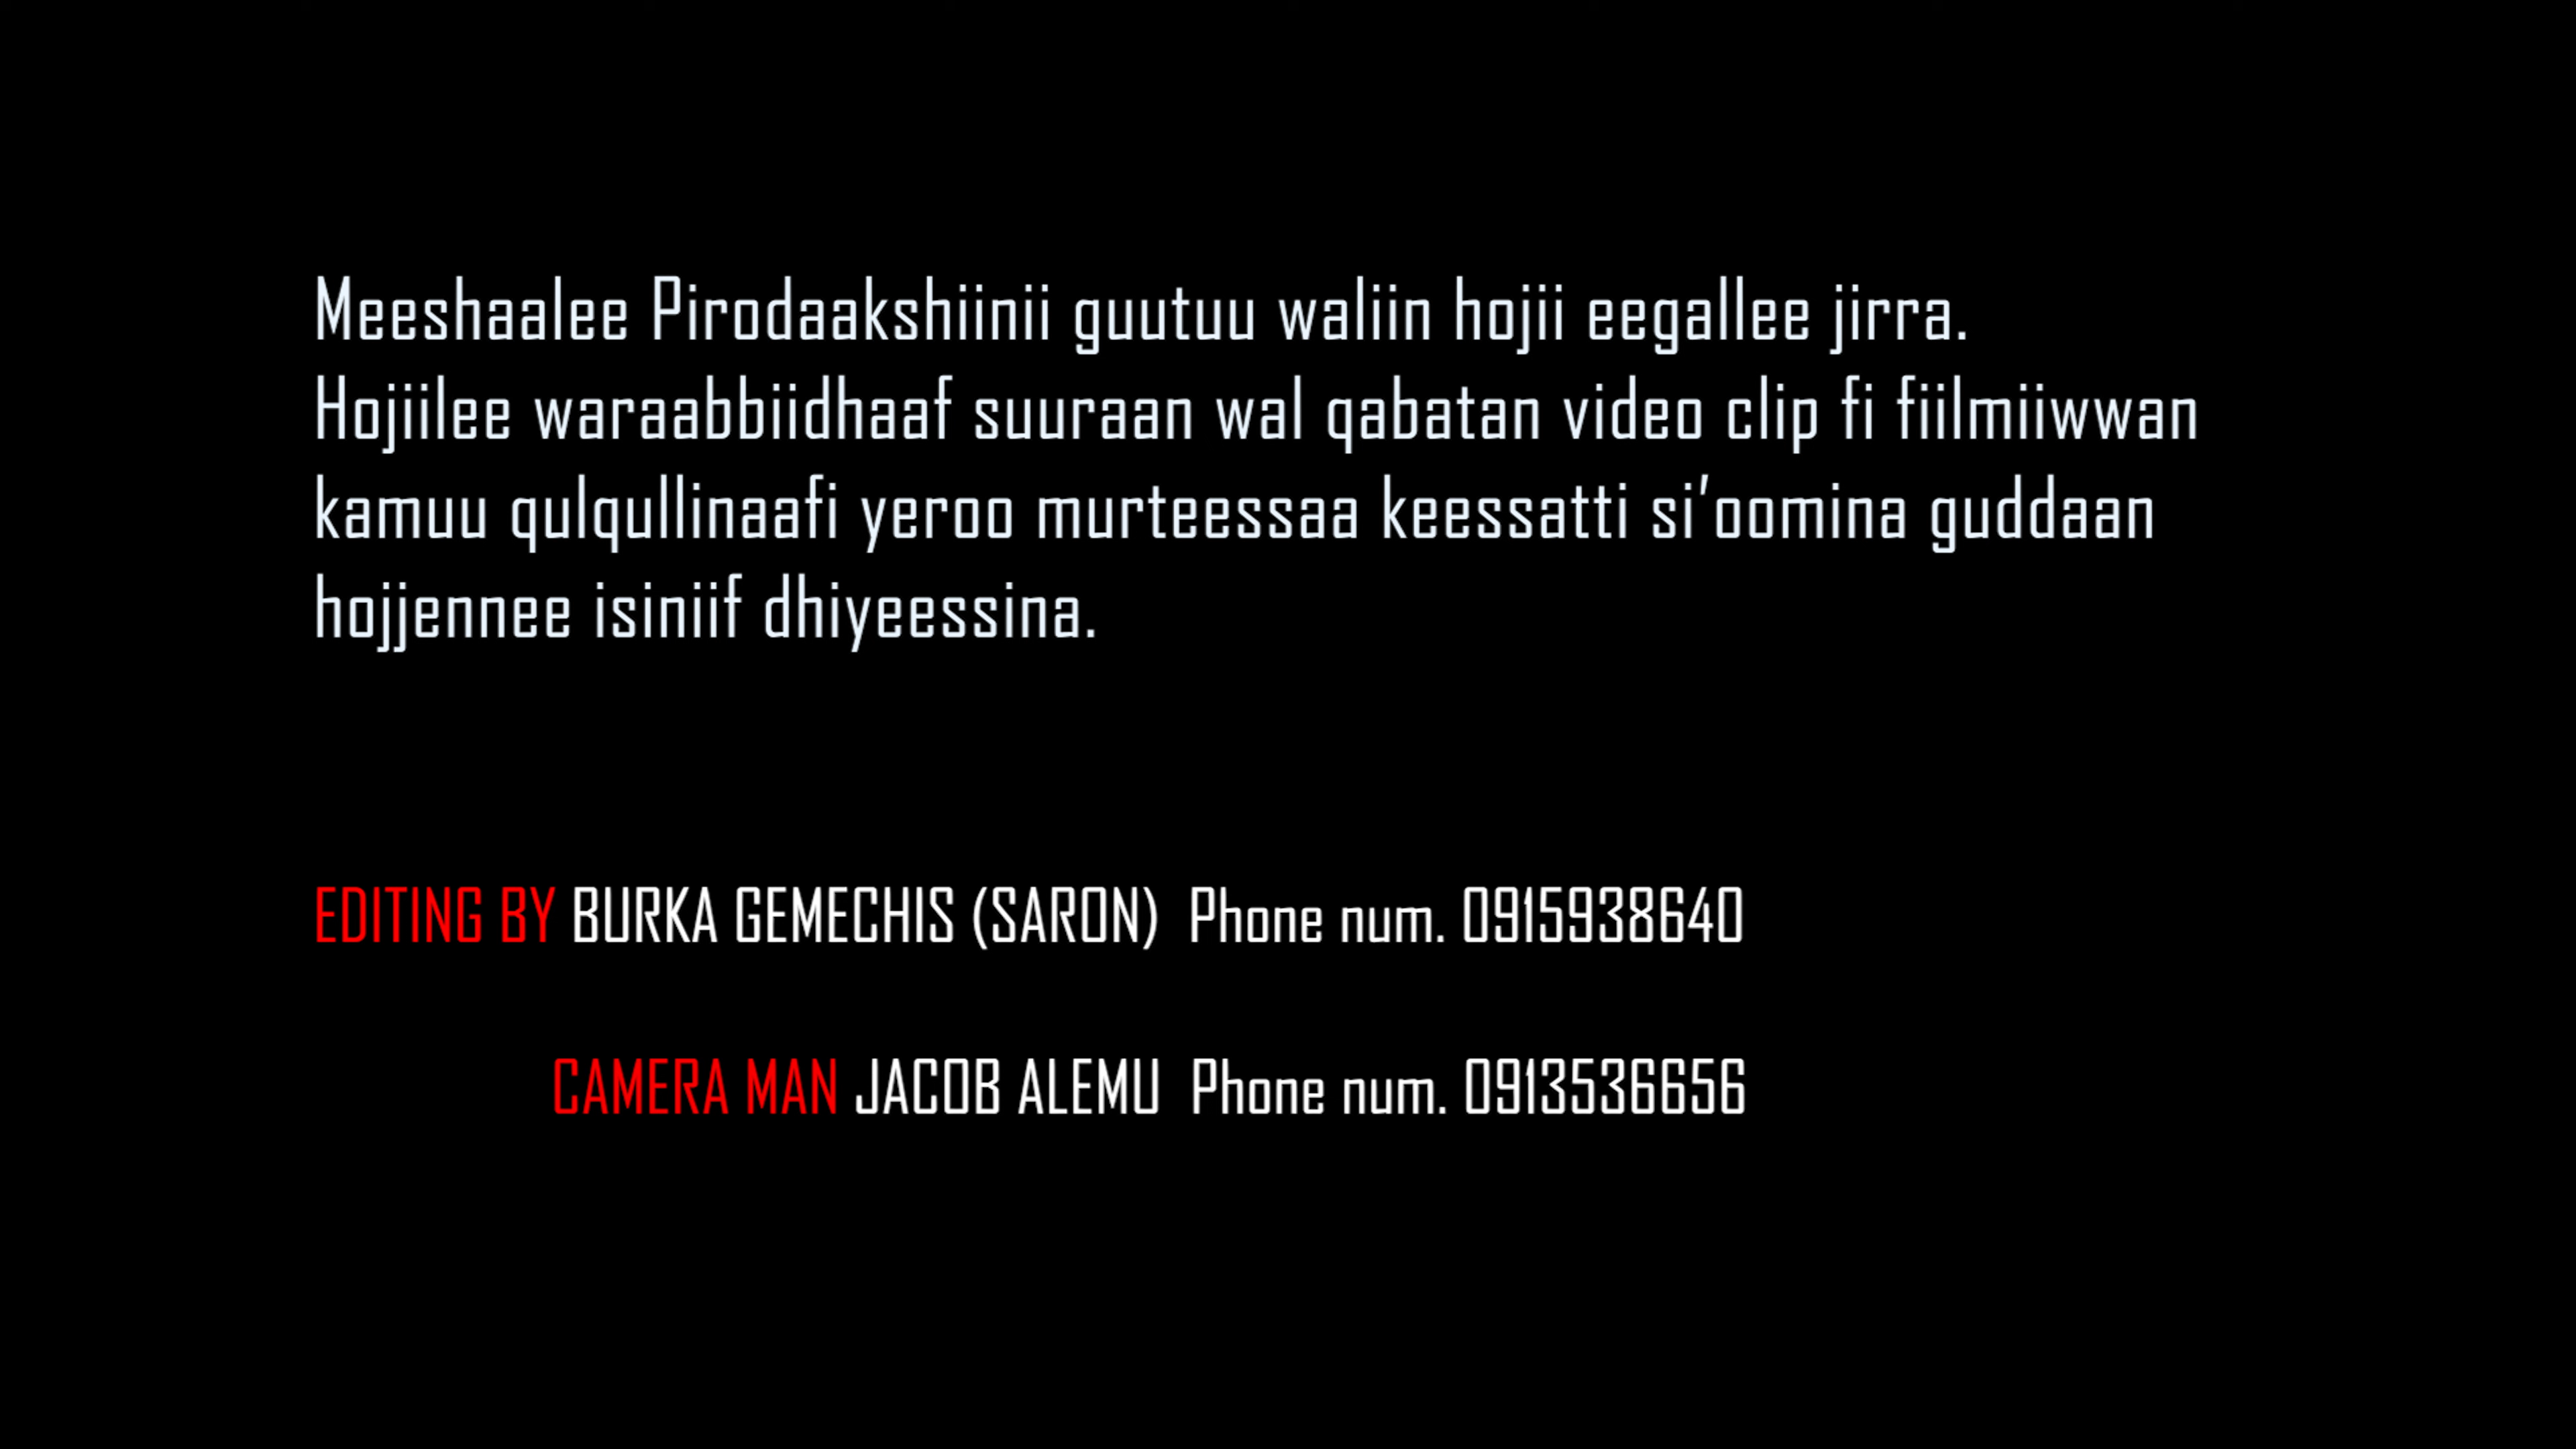 Meeshaalee Pirodaakshiinii guutuu waliin hojii eegallee jirra.
Hojiilee waraabbiidhaaf suuraan wal qabatan video clip fi fiilmiiwwan
kamuu qulqullinaafi yeroo murteessaa keessatti si’oomina guddaan
hojjennee isiniif dhiyeessina.
EDITING BY BURKA GEMECHIS (SARON) Phone num. 0915938640
CAMERA MAN JACOB ALEMU Phone num. 0913536656